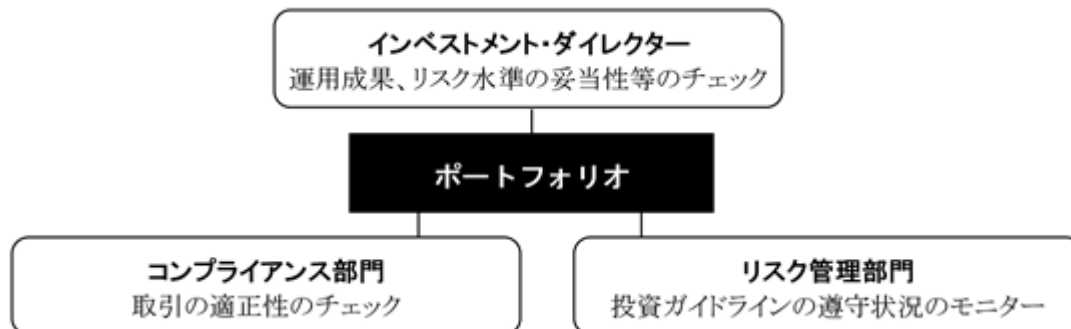 インベストメント・ダイレクター
運用成果、リスク水準の妥当性等のチェック
ポートフォリオ
コンプライアンス部門
取引の適正性のチェック
リスク管理部門
投資ガイドラインの遵守状況のモニター